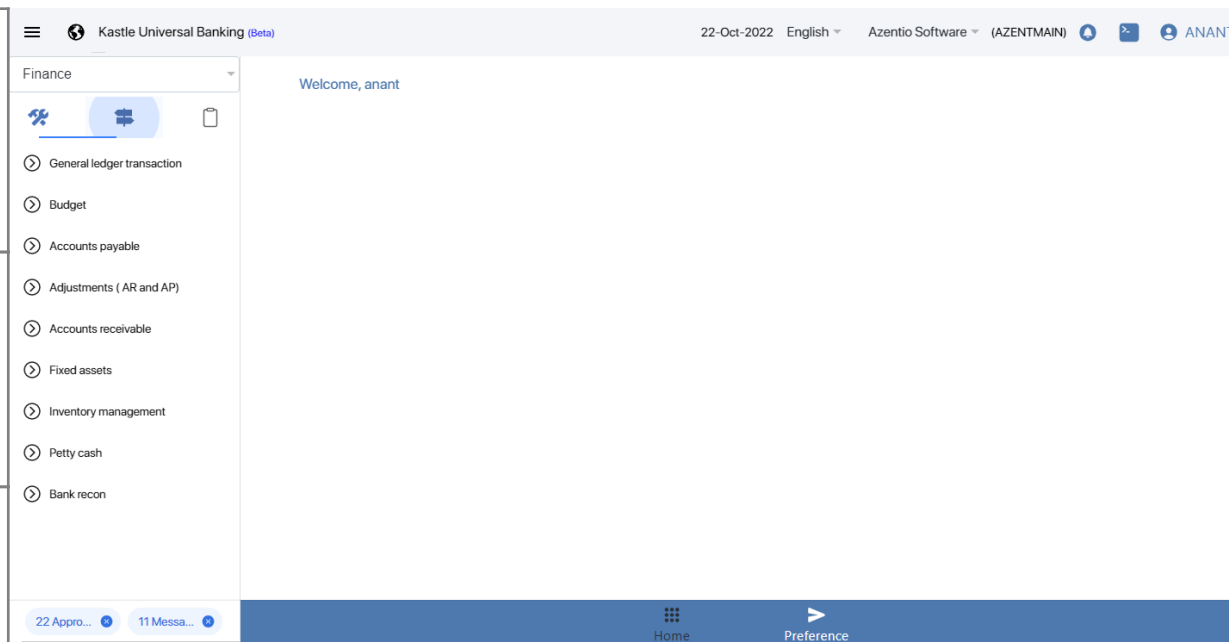 Kastle Universal Banking (Beta)
22-Oct-2022 English Azentio Software (AZENTMAIN) ANANT
Finance
Welcome, anant
General ledger transaction
Budget
Accounts payable
Adjustments ( AR and AP)
Accounts receivable
Fixed assets
Inventory management
Petty cash
Bank recon
22 Appro... 11 Messa...
Home Preference